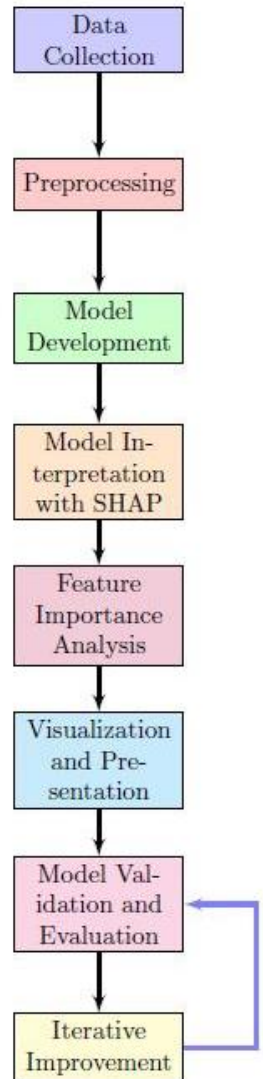 Data
Collection
Preprocessing
Model
Development
Model In-
terpretation
with SHAP
Feature
Importance
Analysis
Visualization
and Pre-
sentation
Model Val-
idation and
Evaluation
Iterative
Improvement